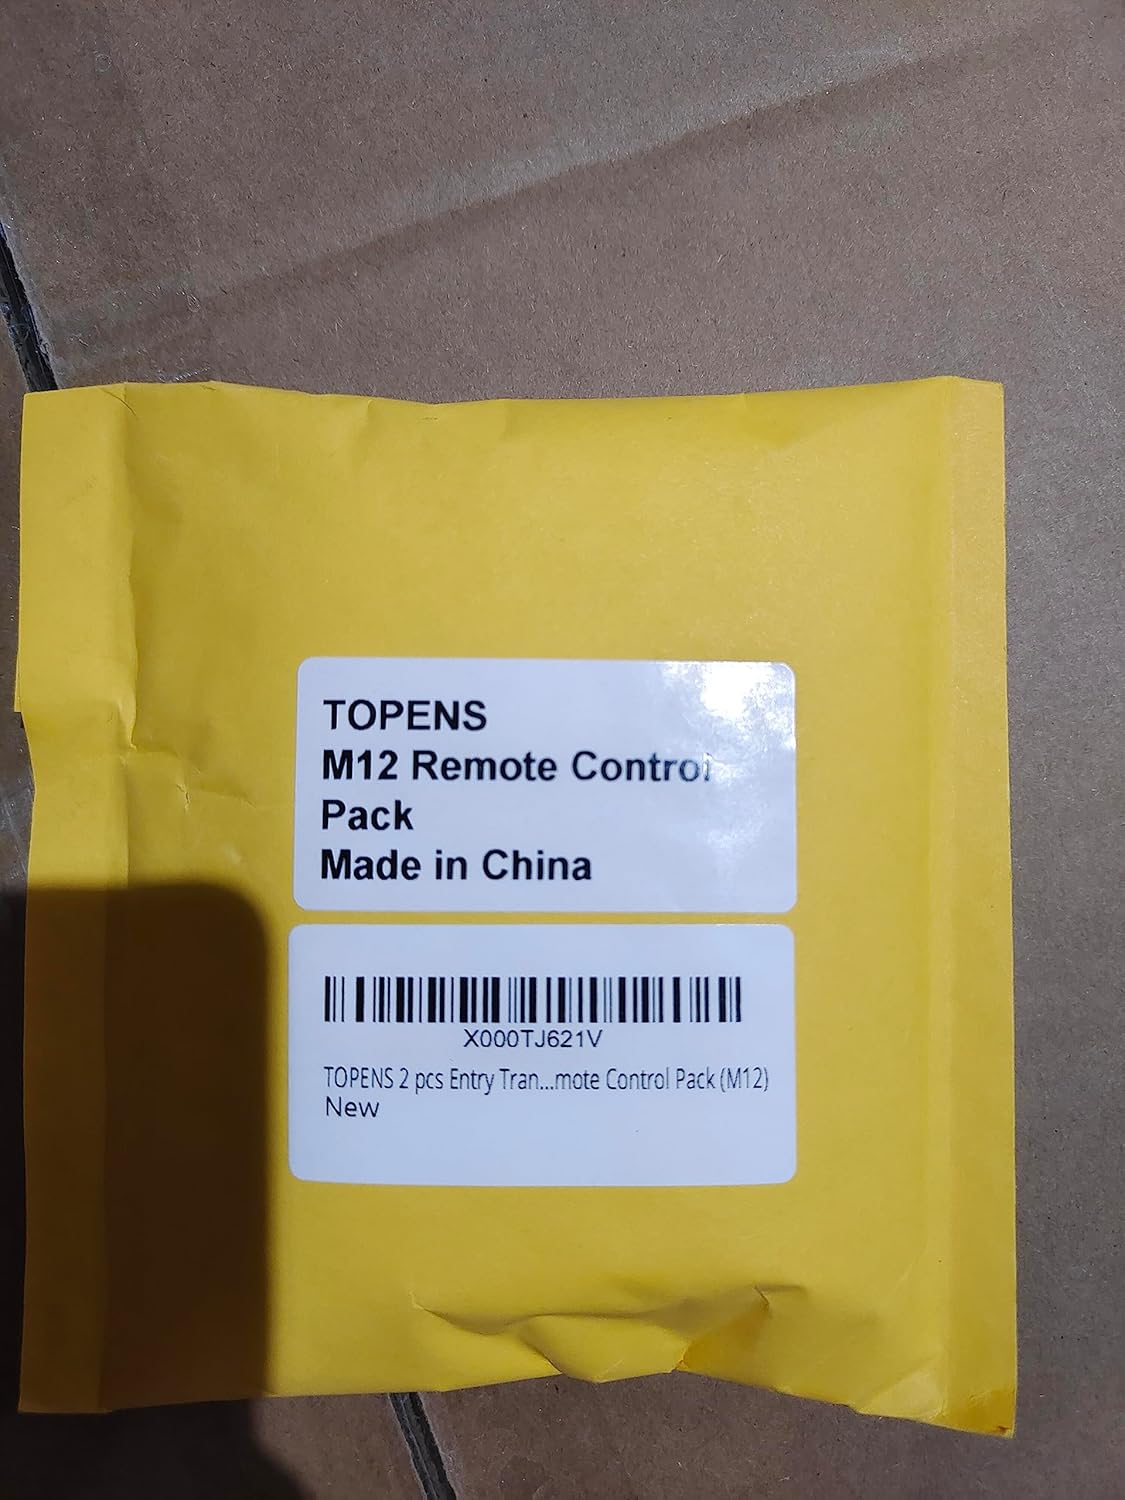 TOPENS
M12 Remote Control
Pack
Made in China
X000TJ621V
TOPENS 2 pcs Entry Tran...mote Control Pack (M12)
New